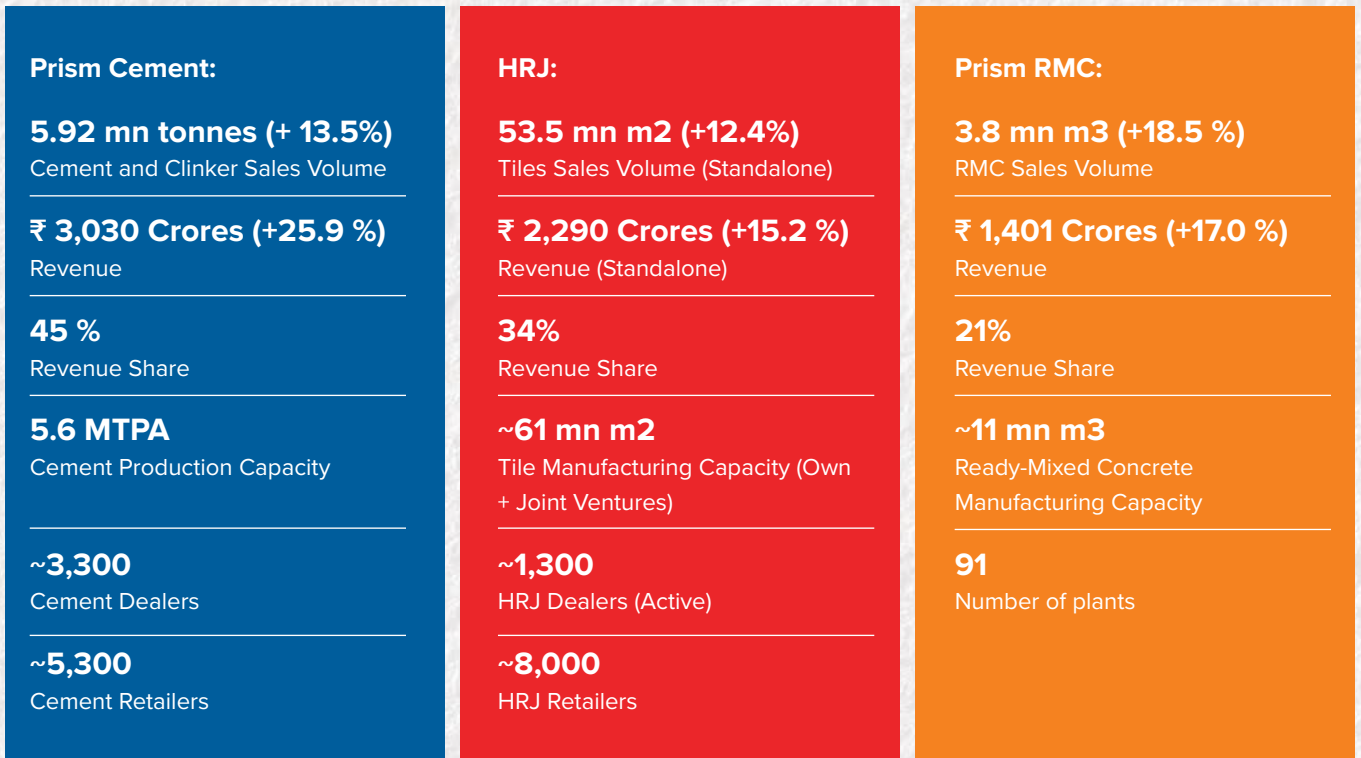 Prism Cement:
5.92 mn tonnes (+ 13.5%)
Cement and Clinker Sales Volume
₹ 3,030 Crores (+25.9 %)
Revenue
45 %
Revenue Share
5.6 MTPA
Cement Production Capacity
~3,300
Cement Dealers
~5,300
Cement Retailers
HRJ:
53.5 mn m2 (+12.4%)
Tiles Sales Volume (Standalone)
₹ 2,290 Crores (+15.2 %)
Revenue (Standalone)
34%
Revenue Share
~61 mn m2
Tile Manufacturing Capacity (Own
+ Joint Ventures)
~1,300
HRJ Dealers (Active)
~8,000
HRJ Retailers
Prism RMC:
3.8 mn m3 (+18.5 %)
RMC Sales Volume
₹ 1,401 Crores (+17.0 %)
Revenue
21%
Revenue Share
~11 mn m3
Ready-Mixed Concrete
Manufacturing Capacity
91
Number of plants